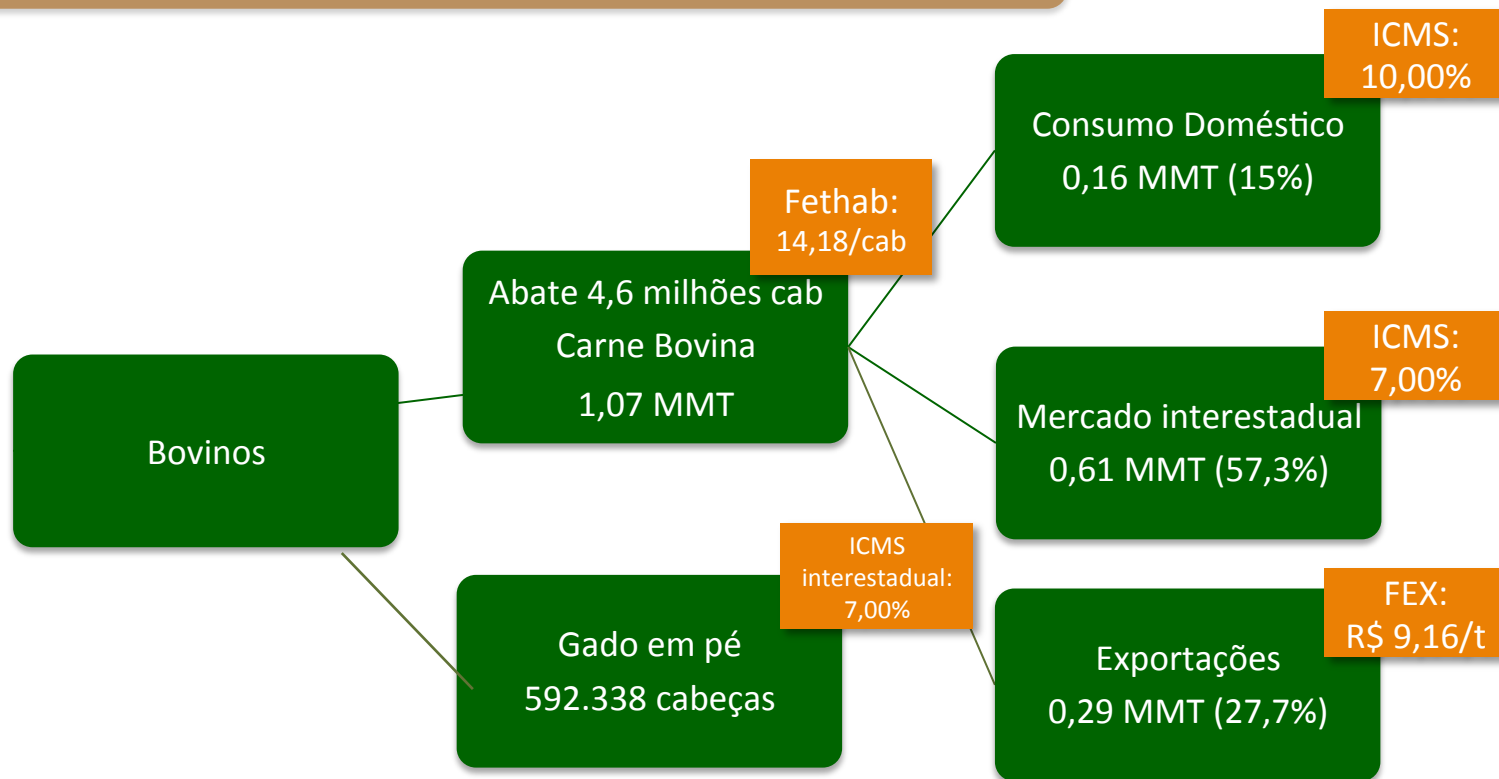 Bovinos
Abate 4,6 milhões cab
Carne Bovina
1,07 MMT
Fethab:
14,18/cab
Gado em pé
592.338 cabeças
ICMS
interestadual:
7,00%
Consumo Doméstico
0,16 MMT (15%)
ICMS:
10,00%
Mercado interestadual
0,61 MMT (57,3%)
ICMS:
7,00%
Exportações
0,29 MMT (27,7%)
FEX:
R$ 9,16/t